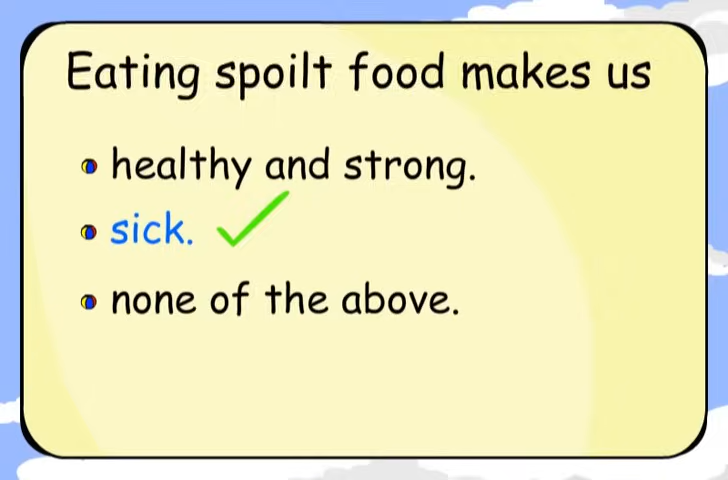 Eating spoilt food makes us
healthy and strong.
sick.
none of the above.